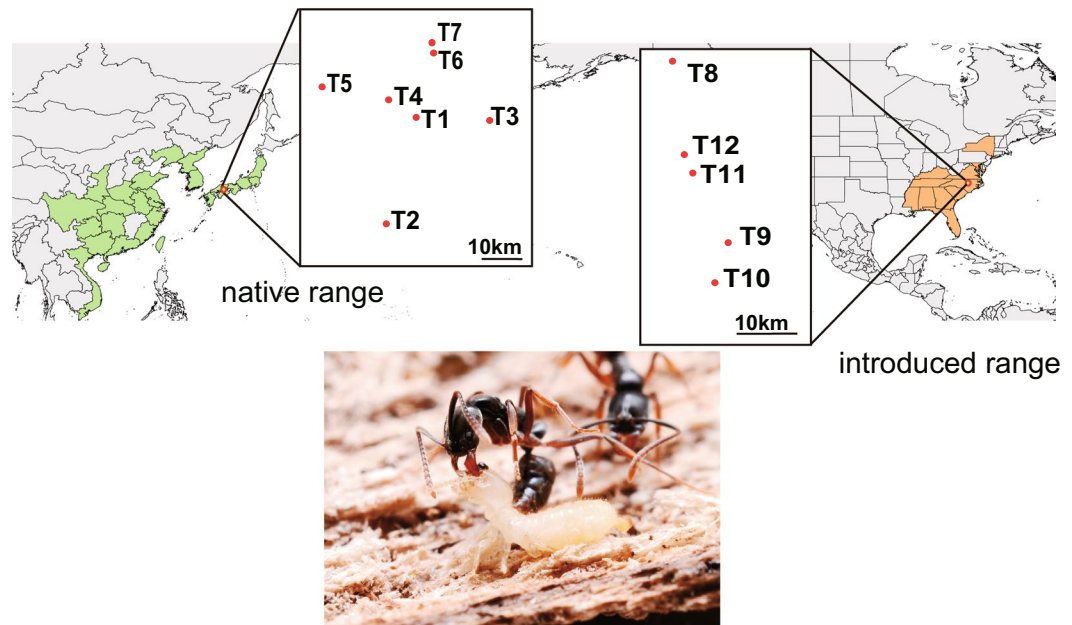 T7
T6
T5
T4
T1
T3
T2
10km
native range
T8
T12
T11
T9
T10
10km
introduced range